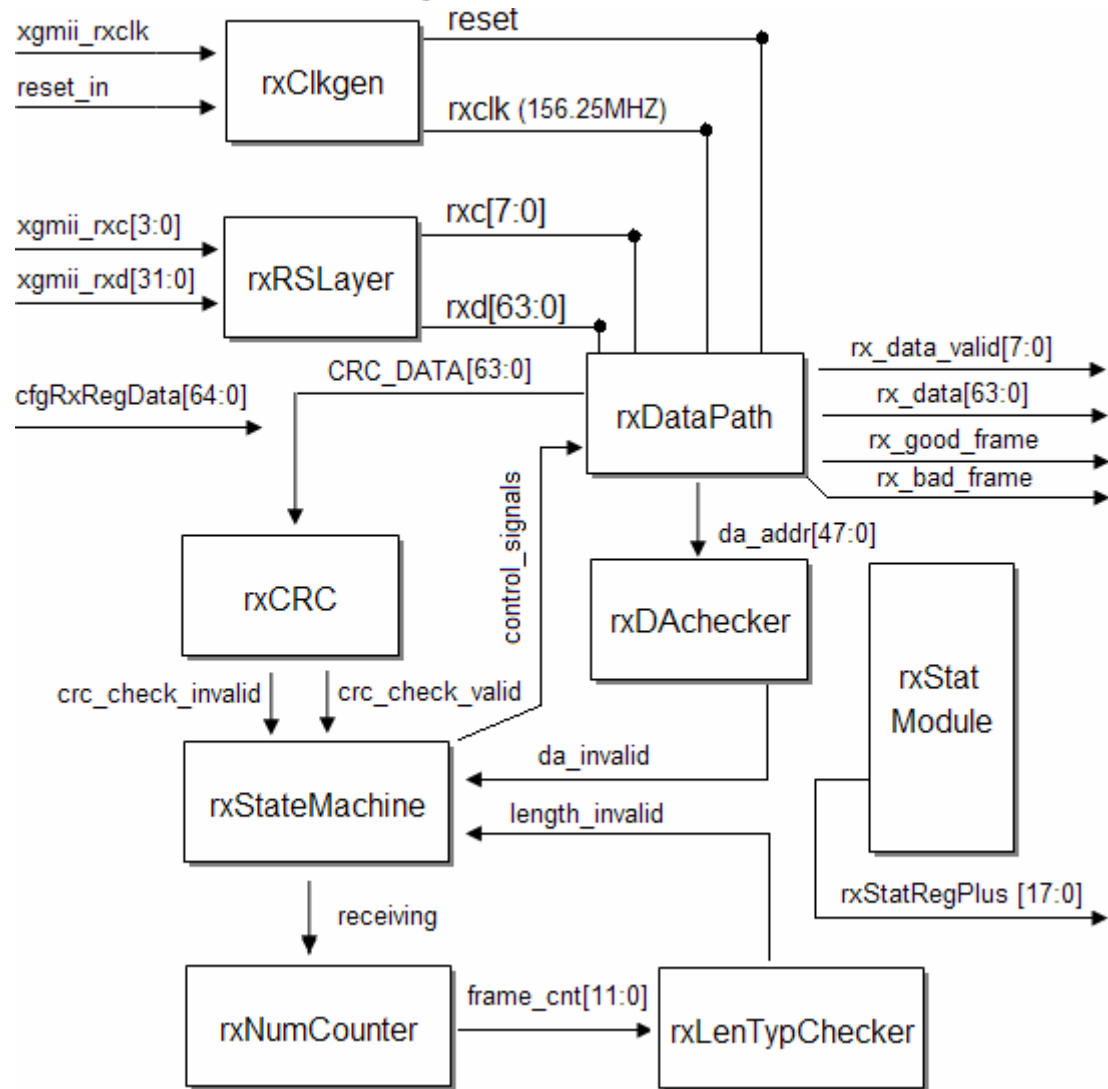 reset
xgmii_rxclk
rxClkgen
reset_in
rxclk (156.25MHZ)
rxc[7:0]
xgmii_rxc[3:0]
rxRSLayer
xgmii_rxd[31:0]
rxd[63:0]
rx_data_valid[7:0]
CRC_DATA[63:0]
cfgRxRegData[64:0]
rx_data[63:0]
rxDataPath
rx_good_frame
rx_bad_frame
control_signals
da_addr[47:0]
rxCRC
rxDAchecker
rxStat
Module
crc_check_invalid
crc_check_valid
da_invalid
rxStateMachine
length_invalid
rxStatRegPlus [17:0]
receiving
frame_cnt[11:0]
rxNumCounter
rxLenTypChecker